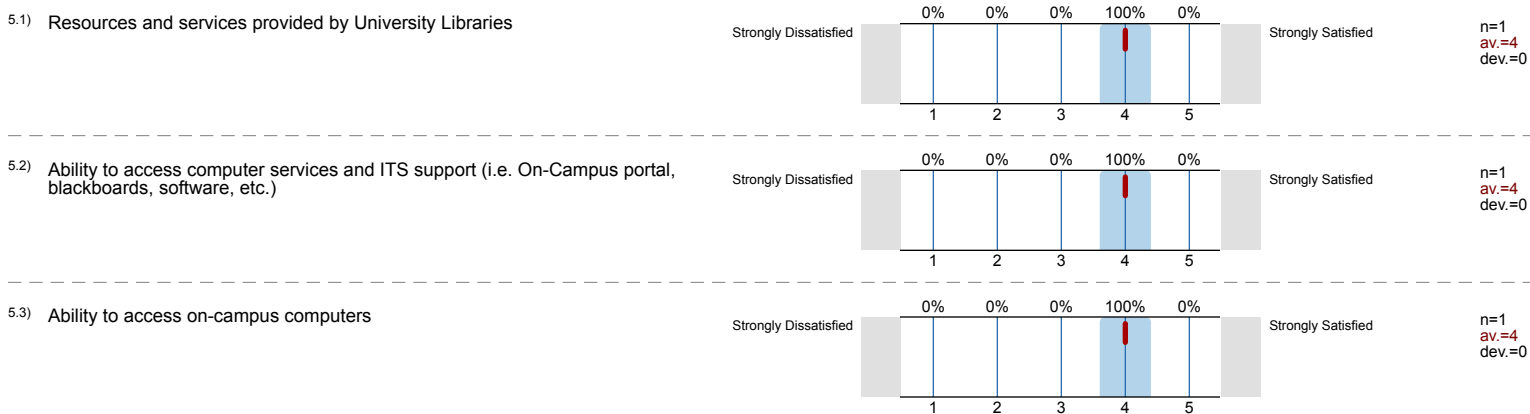 5.1) Resources and services provided by University Libraries
0% 0% 0% 100% 0%
Strongly Dissatisfied Strongly Satisfied
n=1
av.=4
dev.=0
1 2 3 4 5
5.2) Ability to access computer services and ITS support (i.e. On-Campus portal,
blackboards, software, etc.)
0% 0% 0% 100% 0%
Strongly Dissatisfied Strongly Satisfied
n=1
av.=4
dev.=0
1 2 3 4 5
5.3) Ability to access on-campus computers
0% 0% 0% 100% 0%
Strongly Dissatisfied Strongly Satisfied
n=1
av.=4
dev.=0
1 2 3 4 5